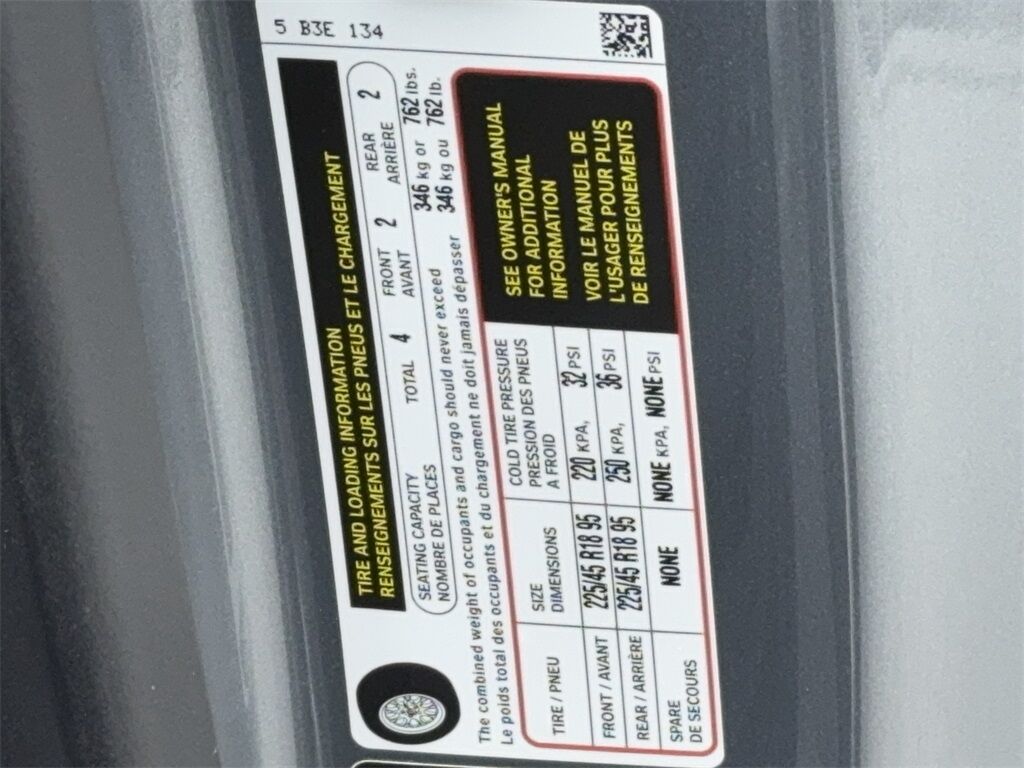 5 B3E 134
TIRE AND LOADING INFORMATION
RENSEIGNEMENTS SUR LES PNEUS ET LE CHARGEMENT
SEATING CAPACITY TOTAL 4 FRONT 2 REAR 2
NOMBRE DE PLACES AVANT ARRIÈRE
The combined weight of occupants and cargo should never exceed 346 kg or 762 lbs.
Le poids total des occupants et du chargement ne doit jamais dépasser 346 kg ou 762 lb.
TIRE / PNEU
SIZE
DIMENSIONS
COLD TIRE PRESSURE
PRESSION DES PNEUS
A FROID
FRONT / AVANT 225/45 R18 95 220 KPA, 32 PSI
REAR / ARRIÈRE 225/45 R18 95 250 KPA, 36 PSI
SPARE
DE SECOURS
NONE NONE KPA, NONE PSI
SEE OWNER'S MANUAL
FOR ADDITIONAL
INFORMATION
VOIR LE MANUEL DE
L'USAGER POUR PLUS
DE RENSEIGNEMENTS